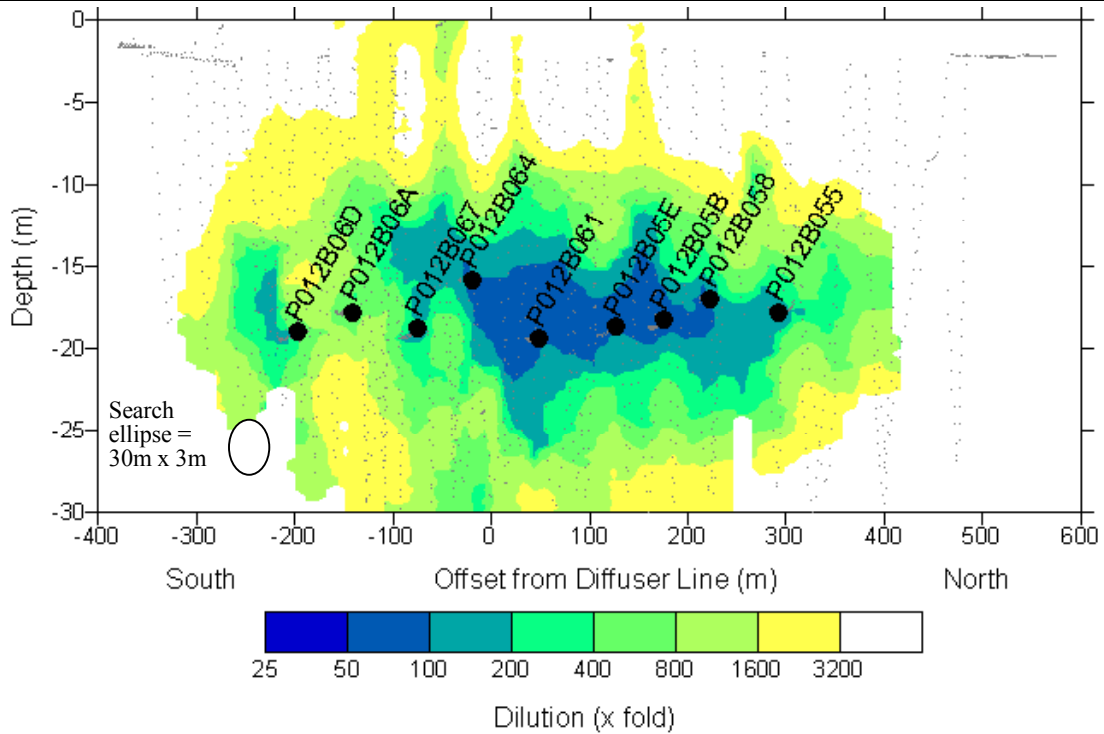 0
-5
-10
-15
-20
-25
-30
Depth (m)
P012B06D
P012B06A
P012B067
P012B064
P012B061
P012B05E
P012B05B
P012B058
P012B055
Search
ellipse =
30m x 3m
-400 -300 -200 -100 0 100 200 300 400 500 600
South Offset from Diffuser Line (m) North
25 50 100 200 400 800 1600 3200
Dilution (x fold)